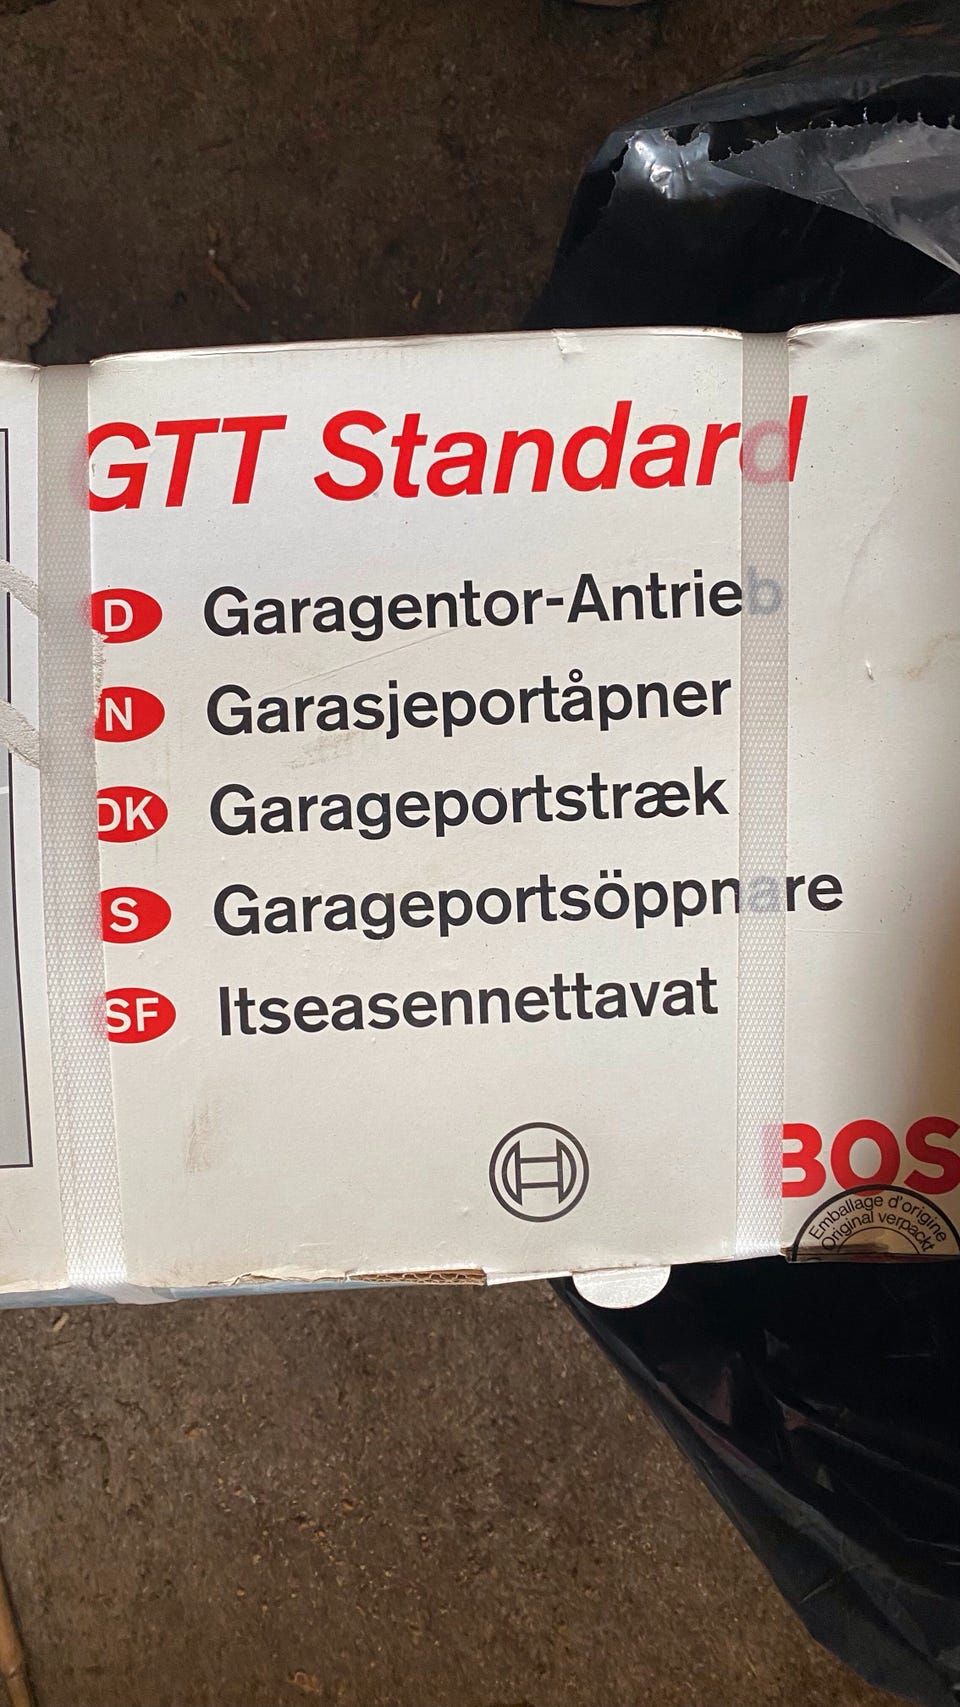 GTT Standard
D Garagentor-Antrieb
N Garasjeportåpner
DK Garageportstræk
S Garageportsöppnare
SF Itseasennettavat
BOS
Emballage d'origine
Original verpackt